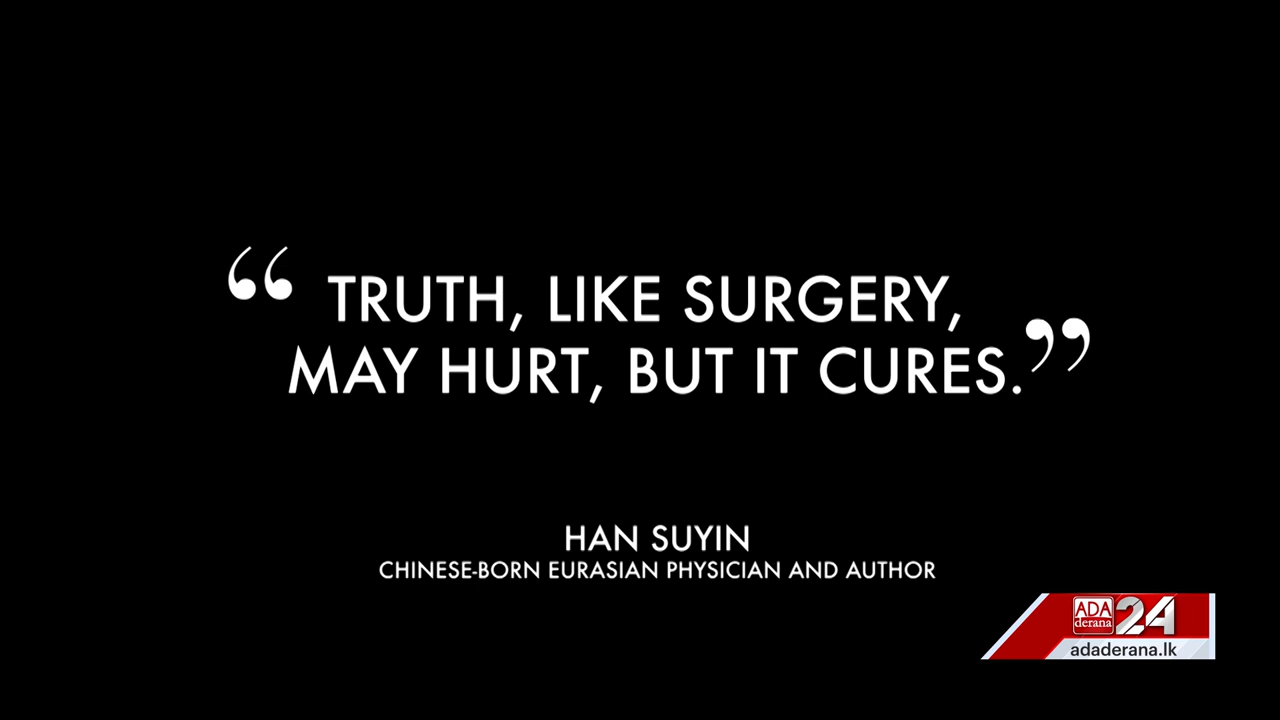 “ TRUTH, LIKE SURGERY,
MAY HURT, BUT IT CURES. ”
HAN SUYIN
CHINESE-BORN EURASIAN PHYSICIAN AND AUTHOR
ADA derana 24
adaderana.lk